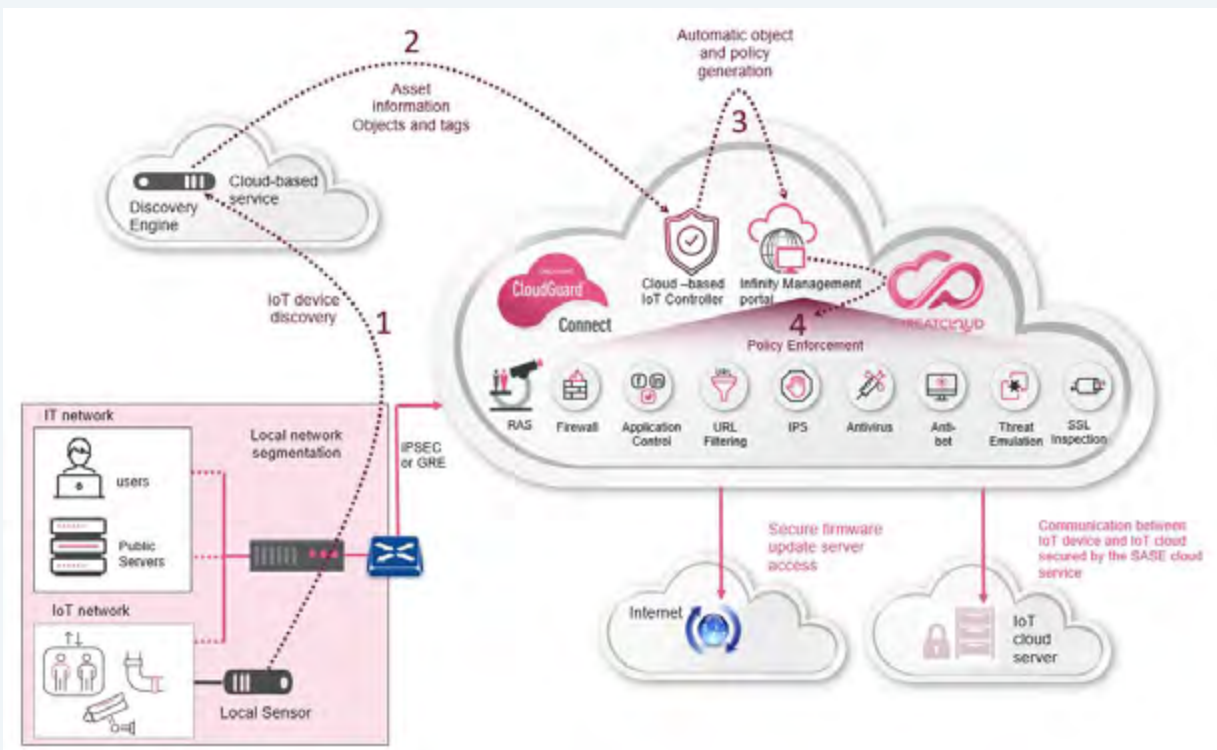 2
Asset
information
Objects and tags
Automatic object
and policy
generation
3
Cloud-based
service
Discovery
Engine
IoT device
discovery
1
CloudGuard
Connect
Cloud –based
IoT Controller
Infinity Management
portal
4
Policy Enforcement
RAS
Firewall
Application
Control
URL
URL
Filtering
IPS
Antivirus
Anti-
bot
Threat
Emulation
SSL
Inspection
IT network
users
Public
Servers
Local network
segmentation
IPSEC
or GRE
IoT network
Local Sensor
Secure firmware
update server
access
Internet
Communication between
IoT device and IoT cloud
secured by the SASE cloud
service
IoT
cloud
server